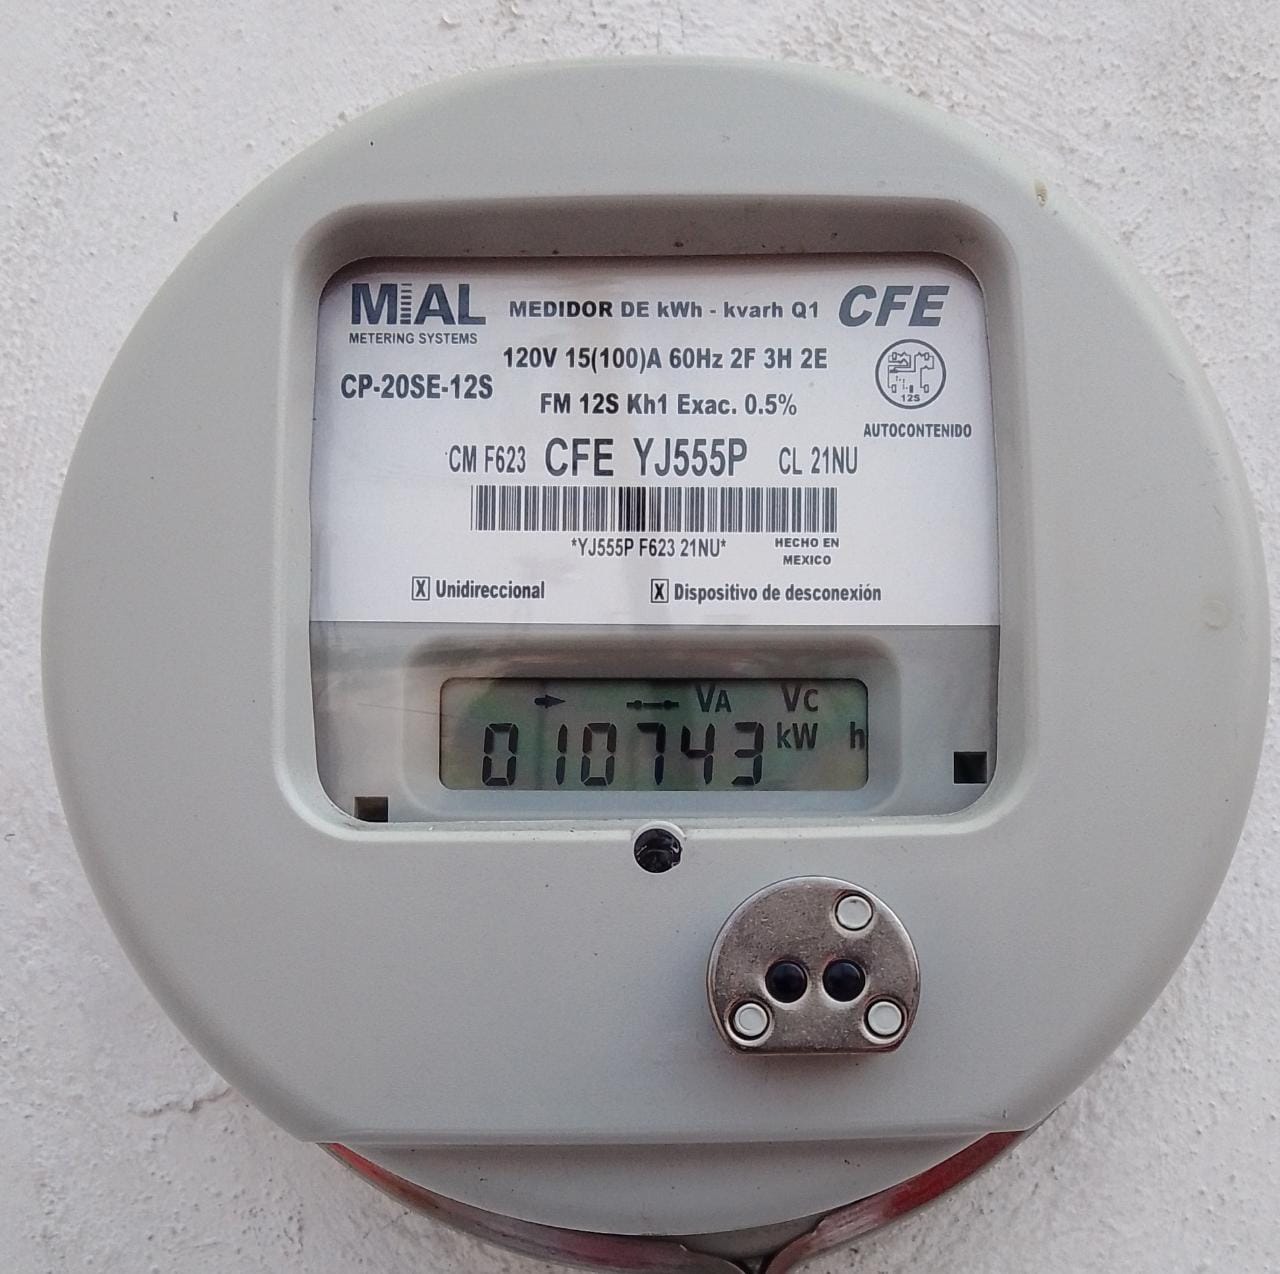 MIAL MEDIDOR DE kWh - kvarh Q1 CFE
METERING SYSTEMS
120V 15(100)A 60Hz 2F 3H 2E
CP-20SE-12S
FM 12S Kh1 Exac. 0.5%
12S
AUTOCONTENIDO
CM F623 CFE YJ555P CL 21NU
*YJ555P F623 21NU*
HECHO EN
MEXICO
X Unidireccional X Dispositivo de desconexión
VA VC
010743 kW h